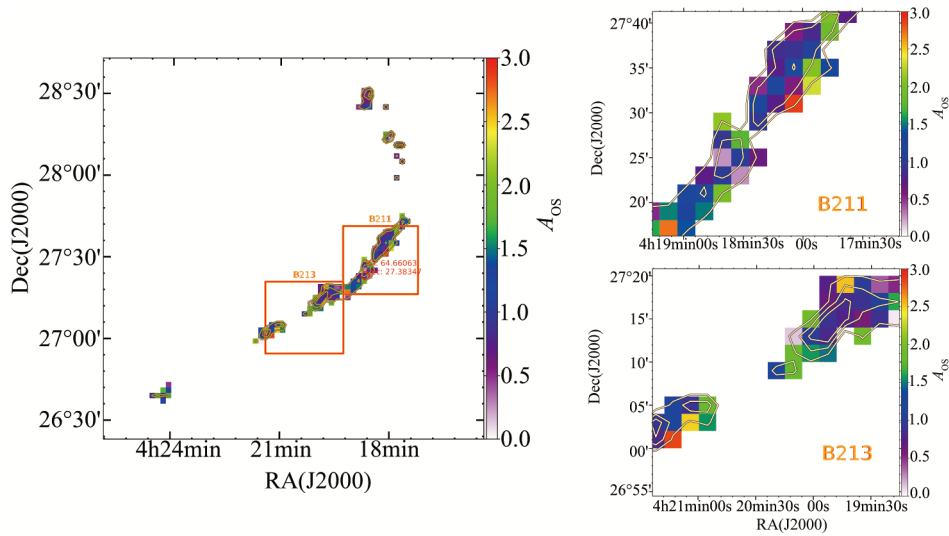 28°30'
28°00'
27°30'
27°00'
26°30'
Dec(J2000)
4h24min
21min
18min
RA(J2000)
B211
B213
64.66063
: 27.38347
3.0
2.5
2.0
1.5
1.0
0.5
0.0
A_OS
27°40'
35'
30'
25'
20'
Dec(J2000)
4h19min00s
18min30s
00s
17min30s
B211
3.0
2.5
2.0
1.5
1.0
0.5
0.0
A_OS
27°20'
15'
10'
05'
00'
26°55'
Dec(J2000)
4h21min00s
20min30s
00s
19min30s
RA(J2000)
B213
3.0
2.5
2.0
1.5
1.0
0.5
0.0
A_OS